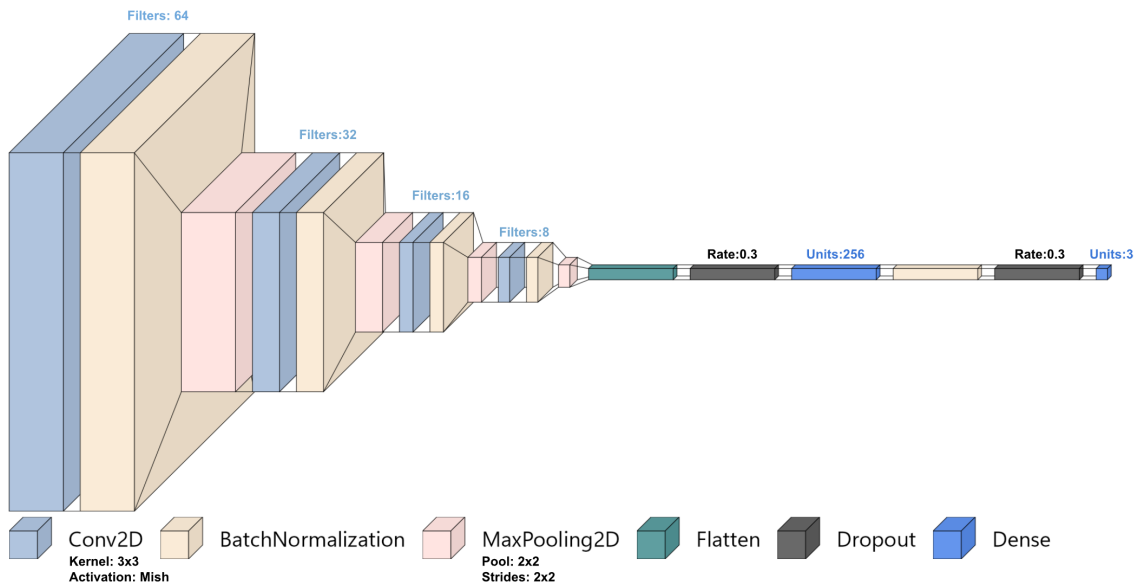 Filters: 64
Filters:32
Filters:16
Filters:8
Rate:0.3
Units:256
Rate:0.3
Units:3
Conv2D
Kernel: 3x3
Activation: Mish
BatchNormalization
MaxPooling2D
Pool: 2x2
Strides: 2x2
Flatten
Dropout
Dense